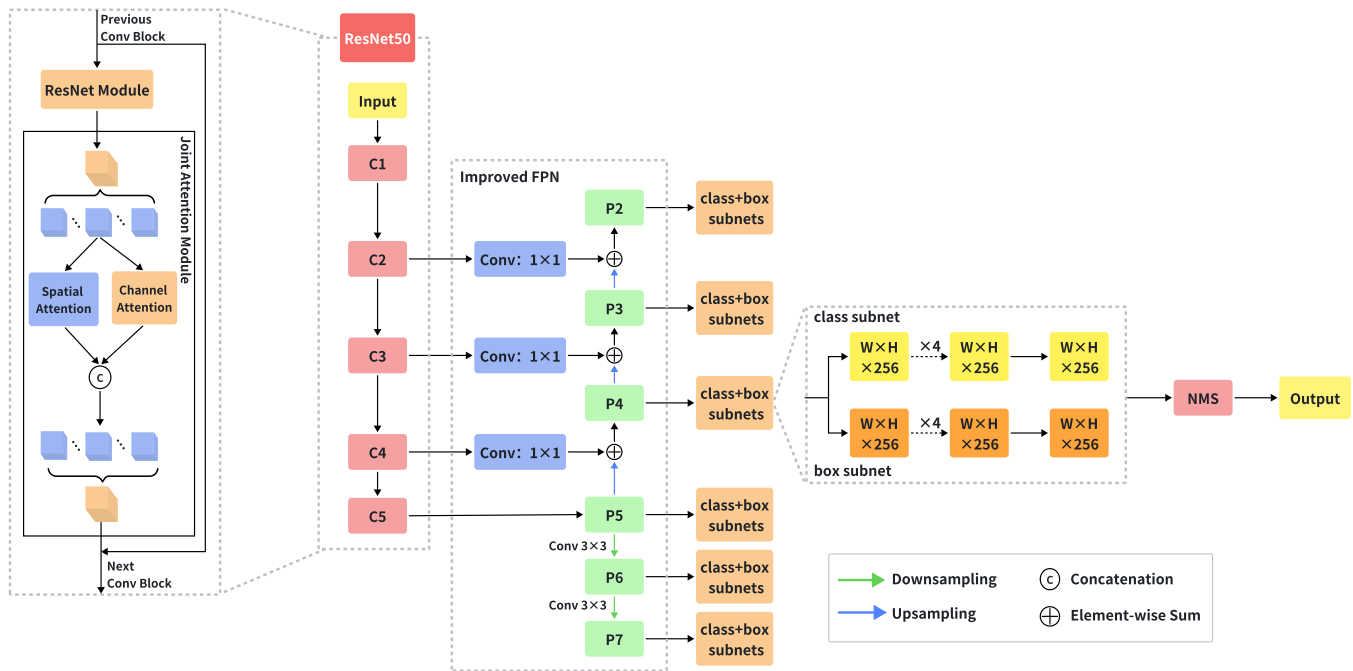 Previous
Conv Block
ResNet Module
Joint Attention Module
Spatial
Attention
Channel
Attention
C
Next
Conv Block
ResNet50
Input
C1
C2
C3
C4
C5
Improved FPN
Conv: 1×1
Conv: 1×1
Conv: 1×1
P2
P3
P4
P5
Conv 3×3
P6
Conv 3×3
P7
class+box
subnets
class+box
subnets
class+box
subnets
class+box
subnets
class+box
subnets
class+box
subnets
class subnet
W×H
×256
×4
W×H
×256
W×H
×256
W×H
×256
×4
W×H
×256
W×H
×256
box subnet
NMS
Output
Downsampling
C Concatenation
Upsampling
Element-wise Sum